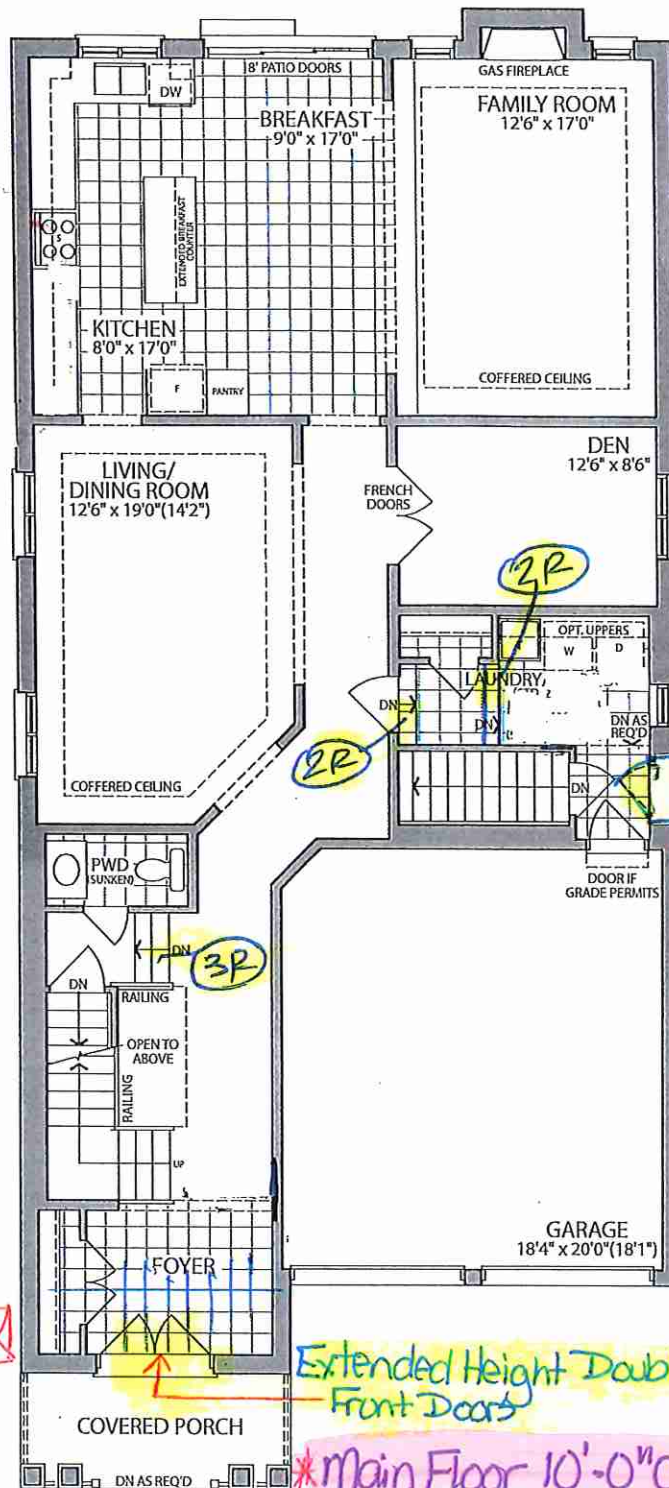 8' PATIO DOORS
GAS FIREPLACE
DW
BREAKFAST
9'0" x 17'0"
FAMILY ROOM
12'6" x 17'0"
EXTENDED BREAKFAST
COUNTER
S
KITCHEN
8'0" x 17'0"
F
PANTRY
COFFERED CEILING
LIVING/
DINING ROOM
12'6" x 19'0"(14'2")
FRENCH
DOORS
DEN
12'6" x 8'6"
2R
OPT. UPPERS
W
D
LAUNDRY
DN
DN
DN AS
REQ'D
2R
COFFERED CEILING
DN
PWD
(SUNKEN)
DOOR IF
GRADE PERMITS
DN
3R
DN
RAILING
OPEN TO
ABOVE
RAILING
UP
FOYER
GARAGE
18'4" x 20'0"(18'1")
Extended Height Doub
Front Doors
COVERED PORCH
DN AS REQ'D
*Main Floor 10'-0"